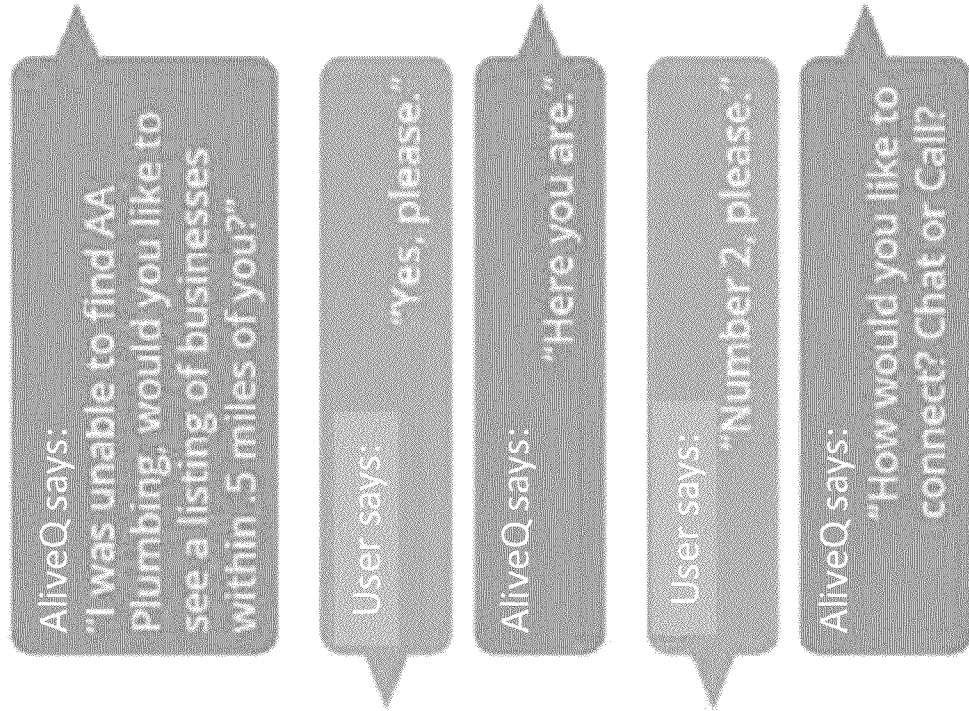 AliveQ says:
“I was unable to find AA
Plumbing, would you like to
see a listing of businesses
within .5 miles of you?”
User says:
“Yes, please.”
AliveQ says:
“Here you are.”
User says:
“Number 2, please.”
AliveQ says:
“How would you like to
connect? Chat or Call?